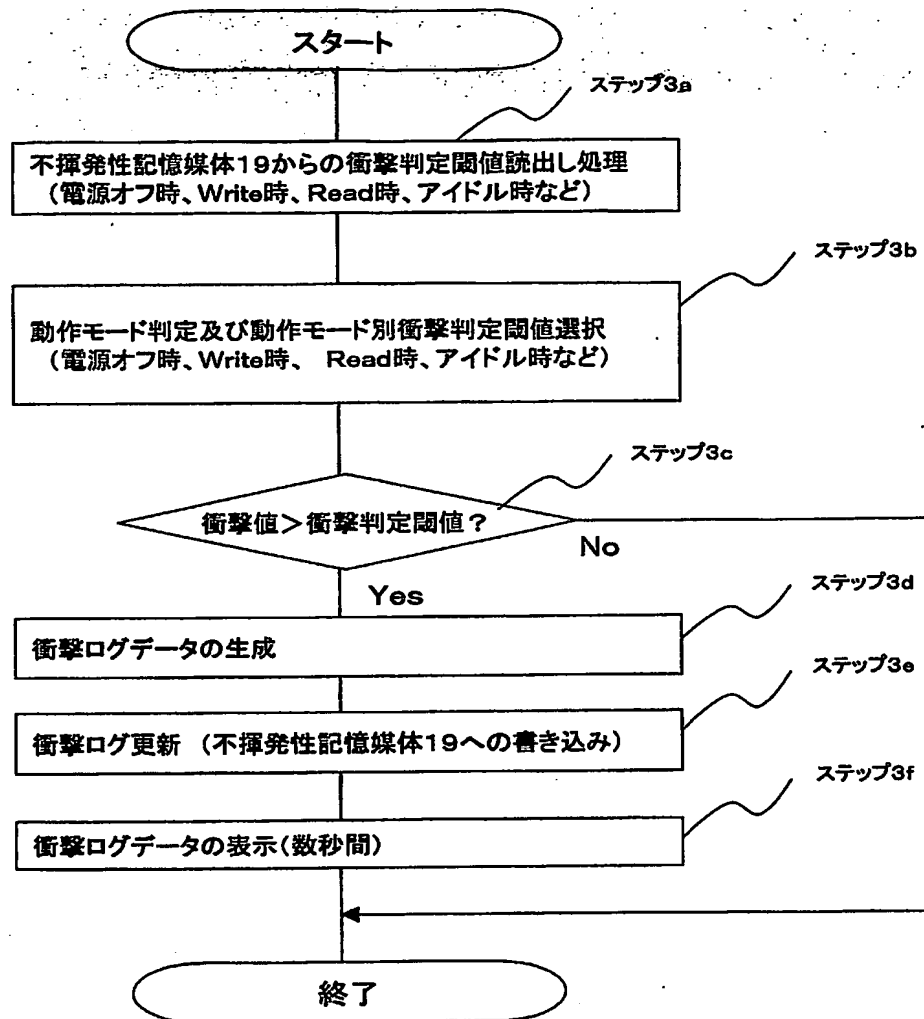 スタート
ステップ3a
不揮発性記憶媒体19からの衝撃判定閾値読出し処理
(電源オフ時、Write時、Read時、アイドル時など)
ステップ3b
動作モード判定及び動作モード別衝撃判定閾値選択
(電源オフ時、Write時、 Read時、アイドル時など)
ステップ3c
衝撃値>衝撃判定閾値?
No
Yes
ステップ3d
衝撃ログデータの生成
ステップ3e
衝撃ログ更新 (不揮発性記憶媒体19への書き込み)
ステップ3f
衝撃ログデータの表示(数秒間)
終了